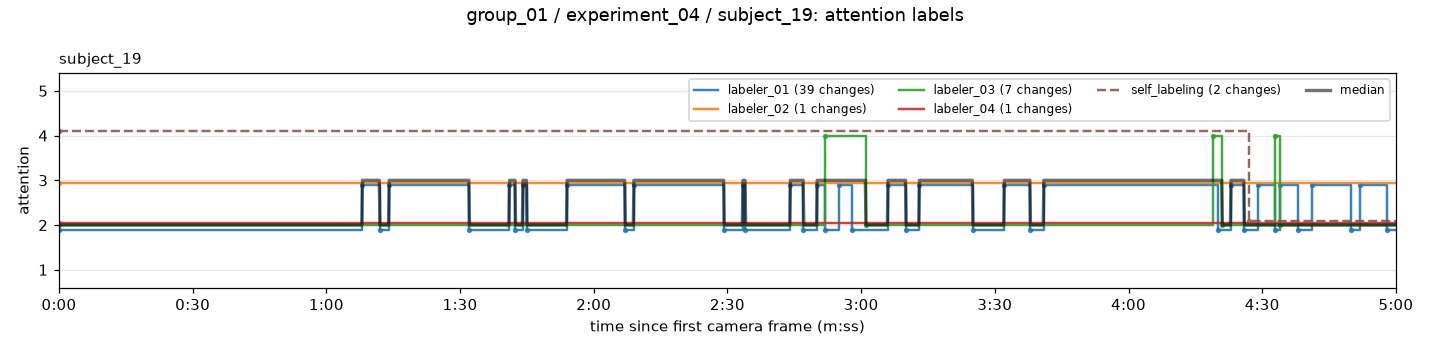 group_01 / experiment_04 / subject_19: attention labels
subject_19
labeler_01 (39 changes)
labeler_02 (1 changes)
labeler_03 (7 changes)
labeler_04 (1 changes)
self_labeling (2 changes)
median
attention
5
4
3
2
1
0:00 0:30 1:00 1:30 2:00 2:30 3:00 3:30 4:00 4:30 5:00
time since first camera frame (m:ss)